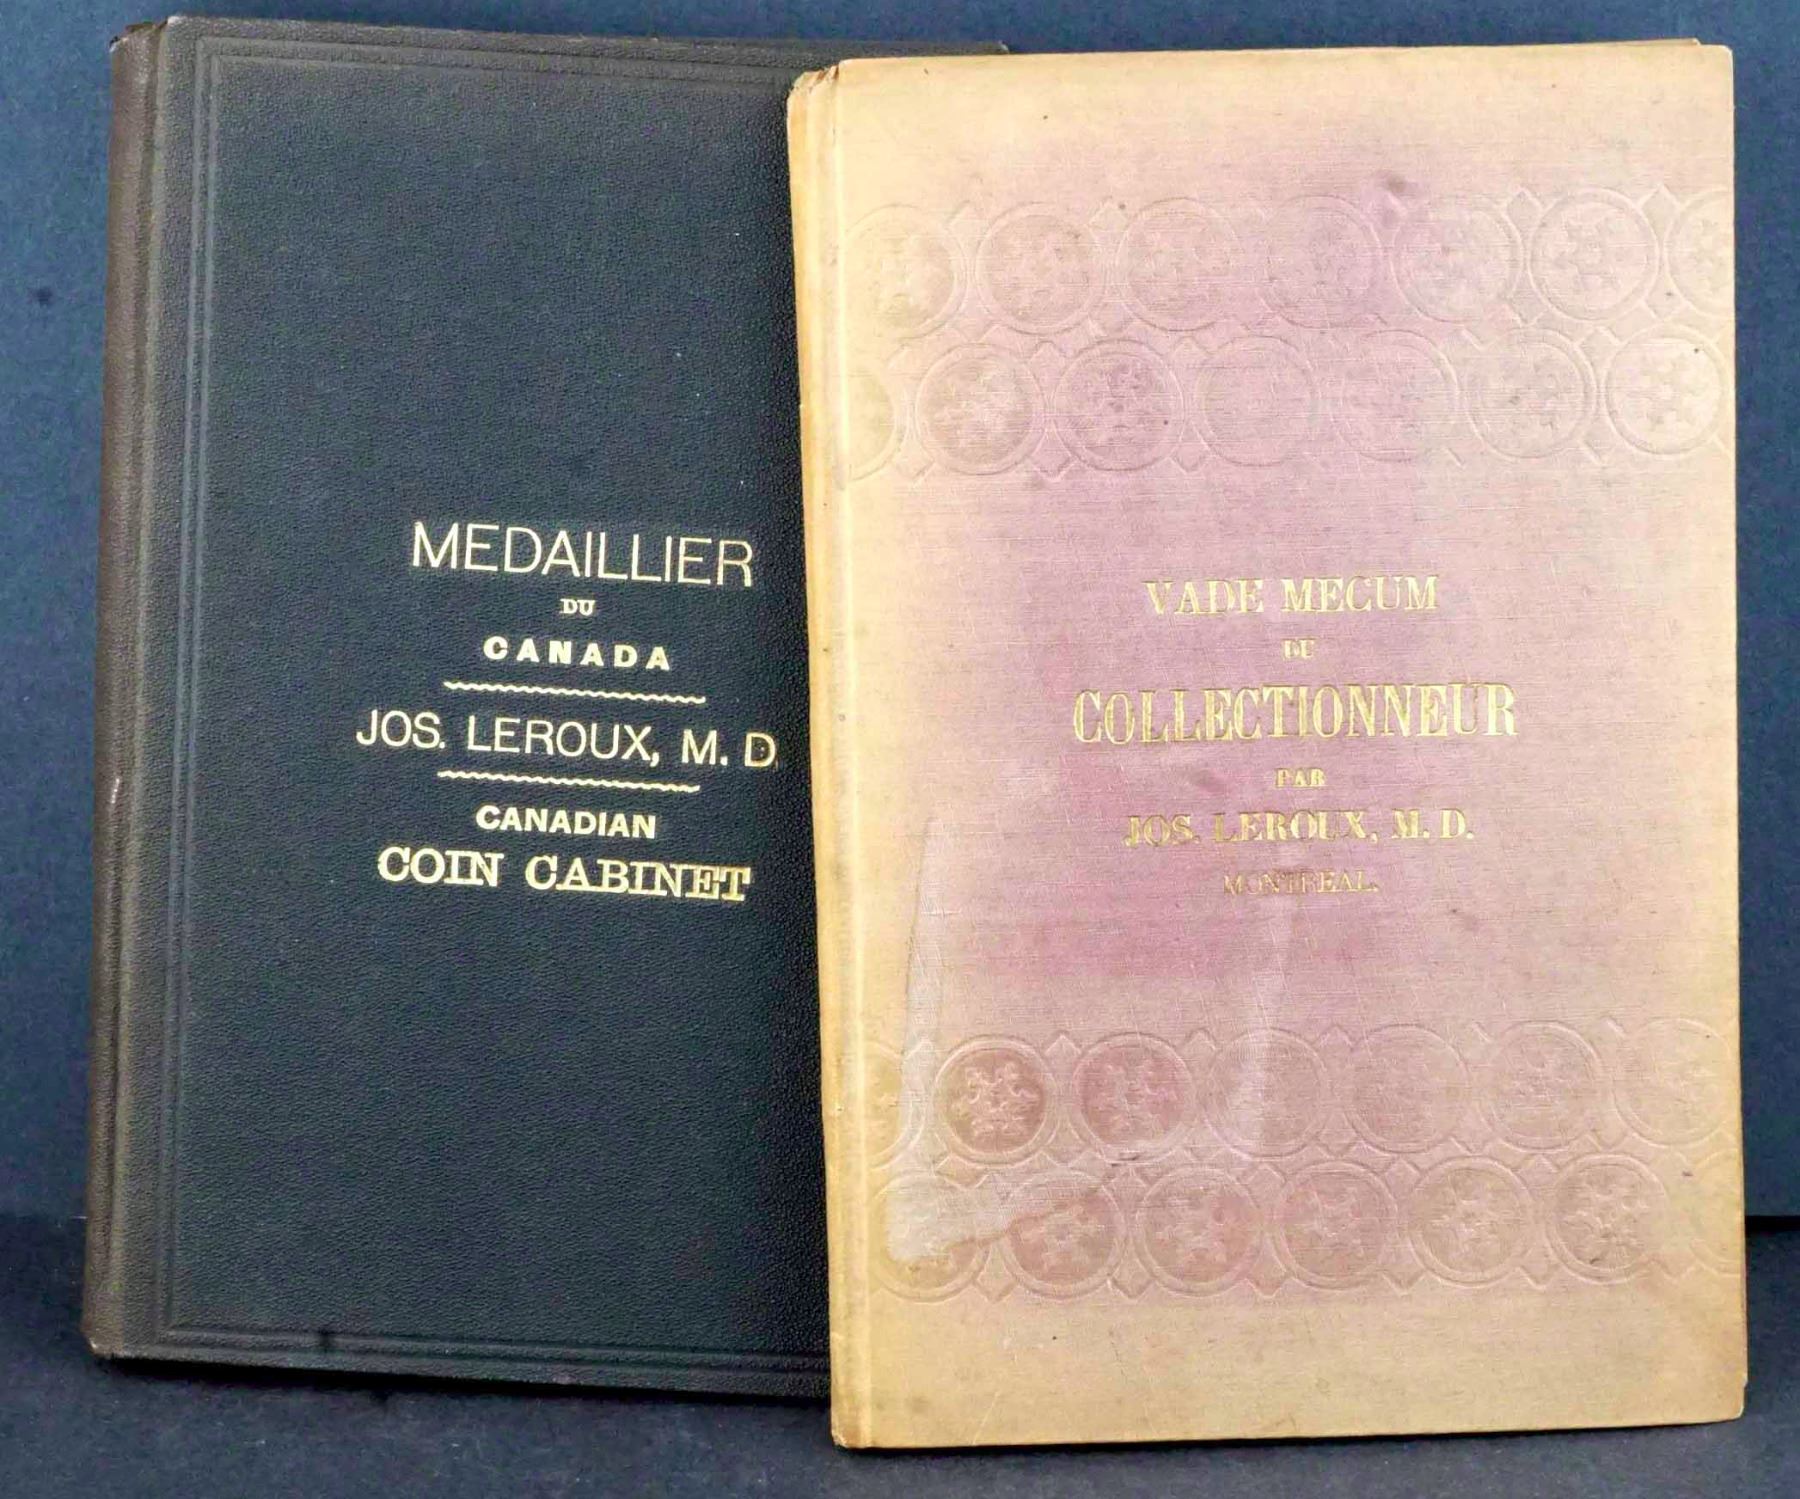 MEDAILLIER
DU
CANADA
JOS. LEROUX, M. D
CANADIAN
COIN CABINET
VADE MECUM
DU
COLLECTIONNEUR
PAR
JOS. LEROUX, M. D.
MONTREAL.